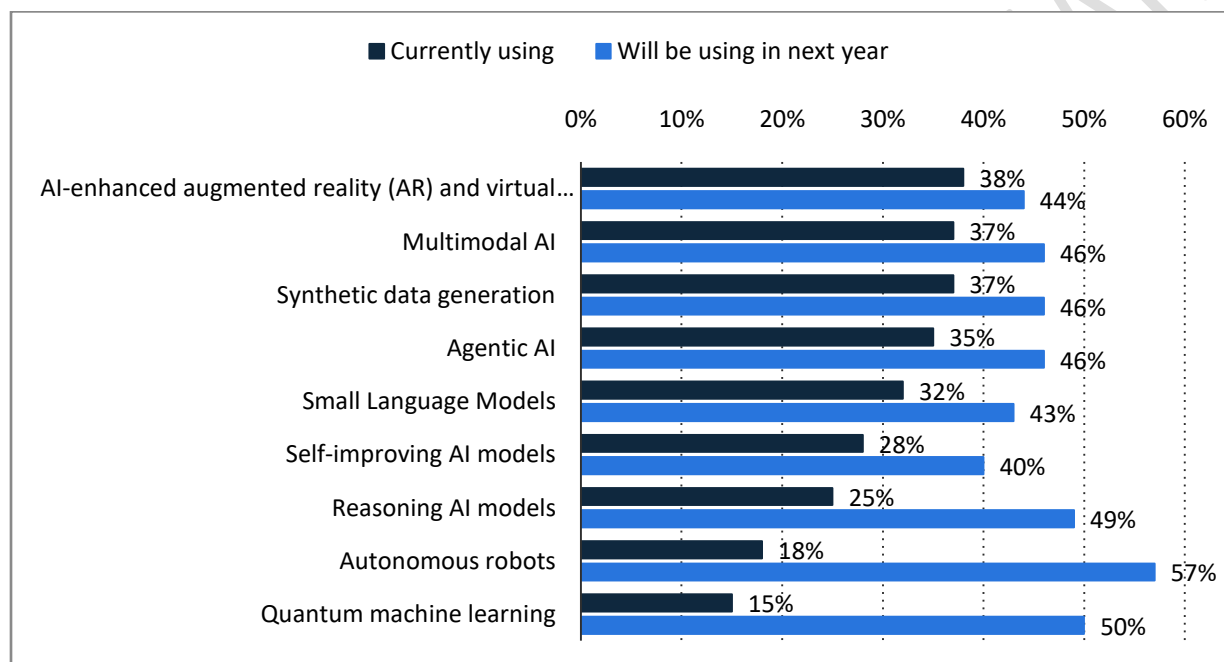 Currently using Will be using in next year
0% 10% 20% 30% 40% 50% 60%
AI-enhanced augmented reality (AR) and virtual... 38%
44%
Multimodal AI 37%
46%
Synthetic data generation 37%
46%
Agentic AI 35%
46%
Small Language Models 32%
43%
Self-improving AI models 28%
40%
Reasoning AI models 25%
49%
Autonomous robots 18%
57%
Quantum machine learning 15%
50%